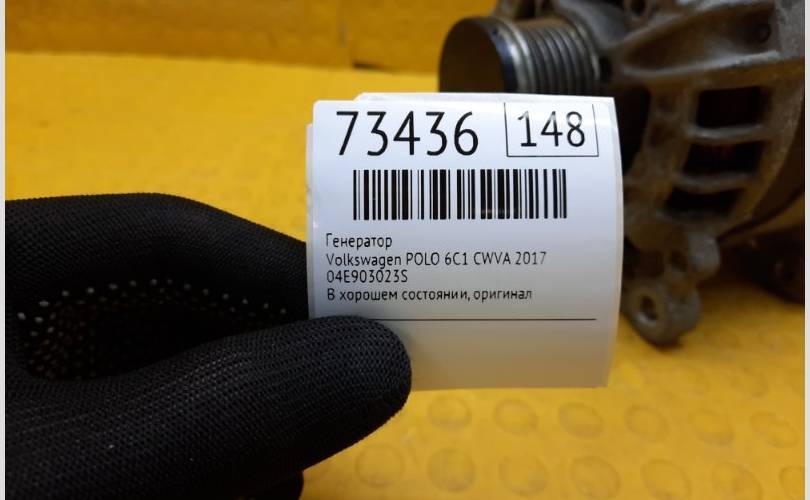 73436 148
Генератор
Volkswagen POLO 6C1 CWVA 2017
04E903023S
В хорошем состоянии, оригинал